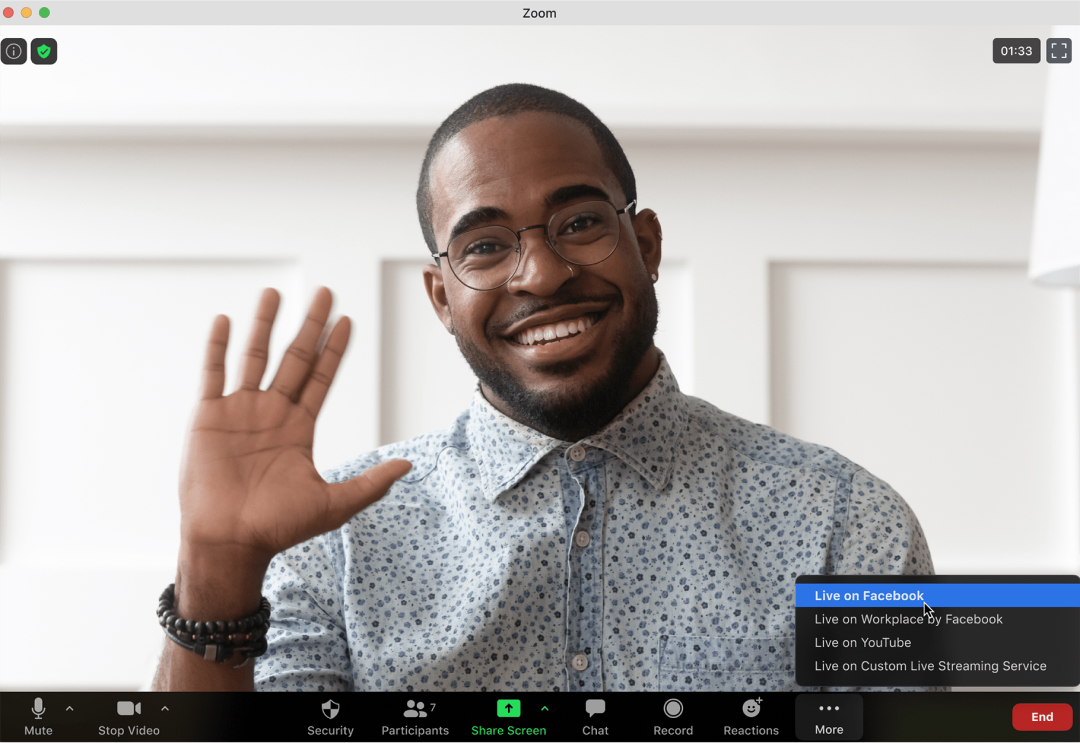 Zoom
01:33
Live on Facebook
Live on Workplace by Facebook
Live on YouTube
Live on Custom Live Streaming Service
7
Mute
Stop Video
Security
Participants
Share Screen
Chat
Record
Reactions
More
End